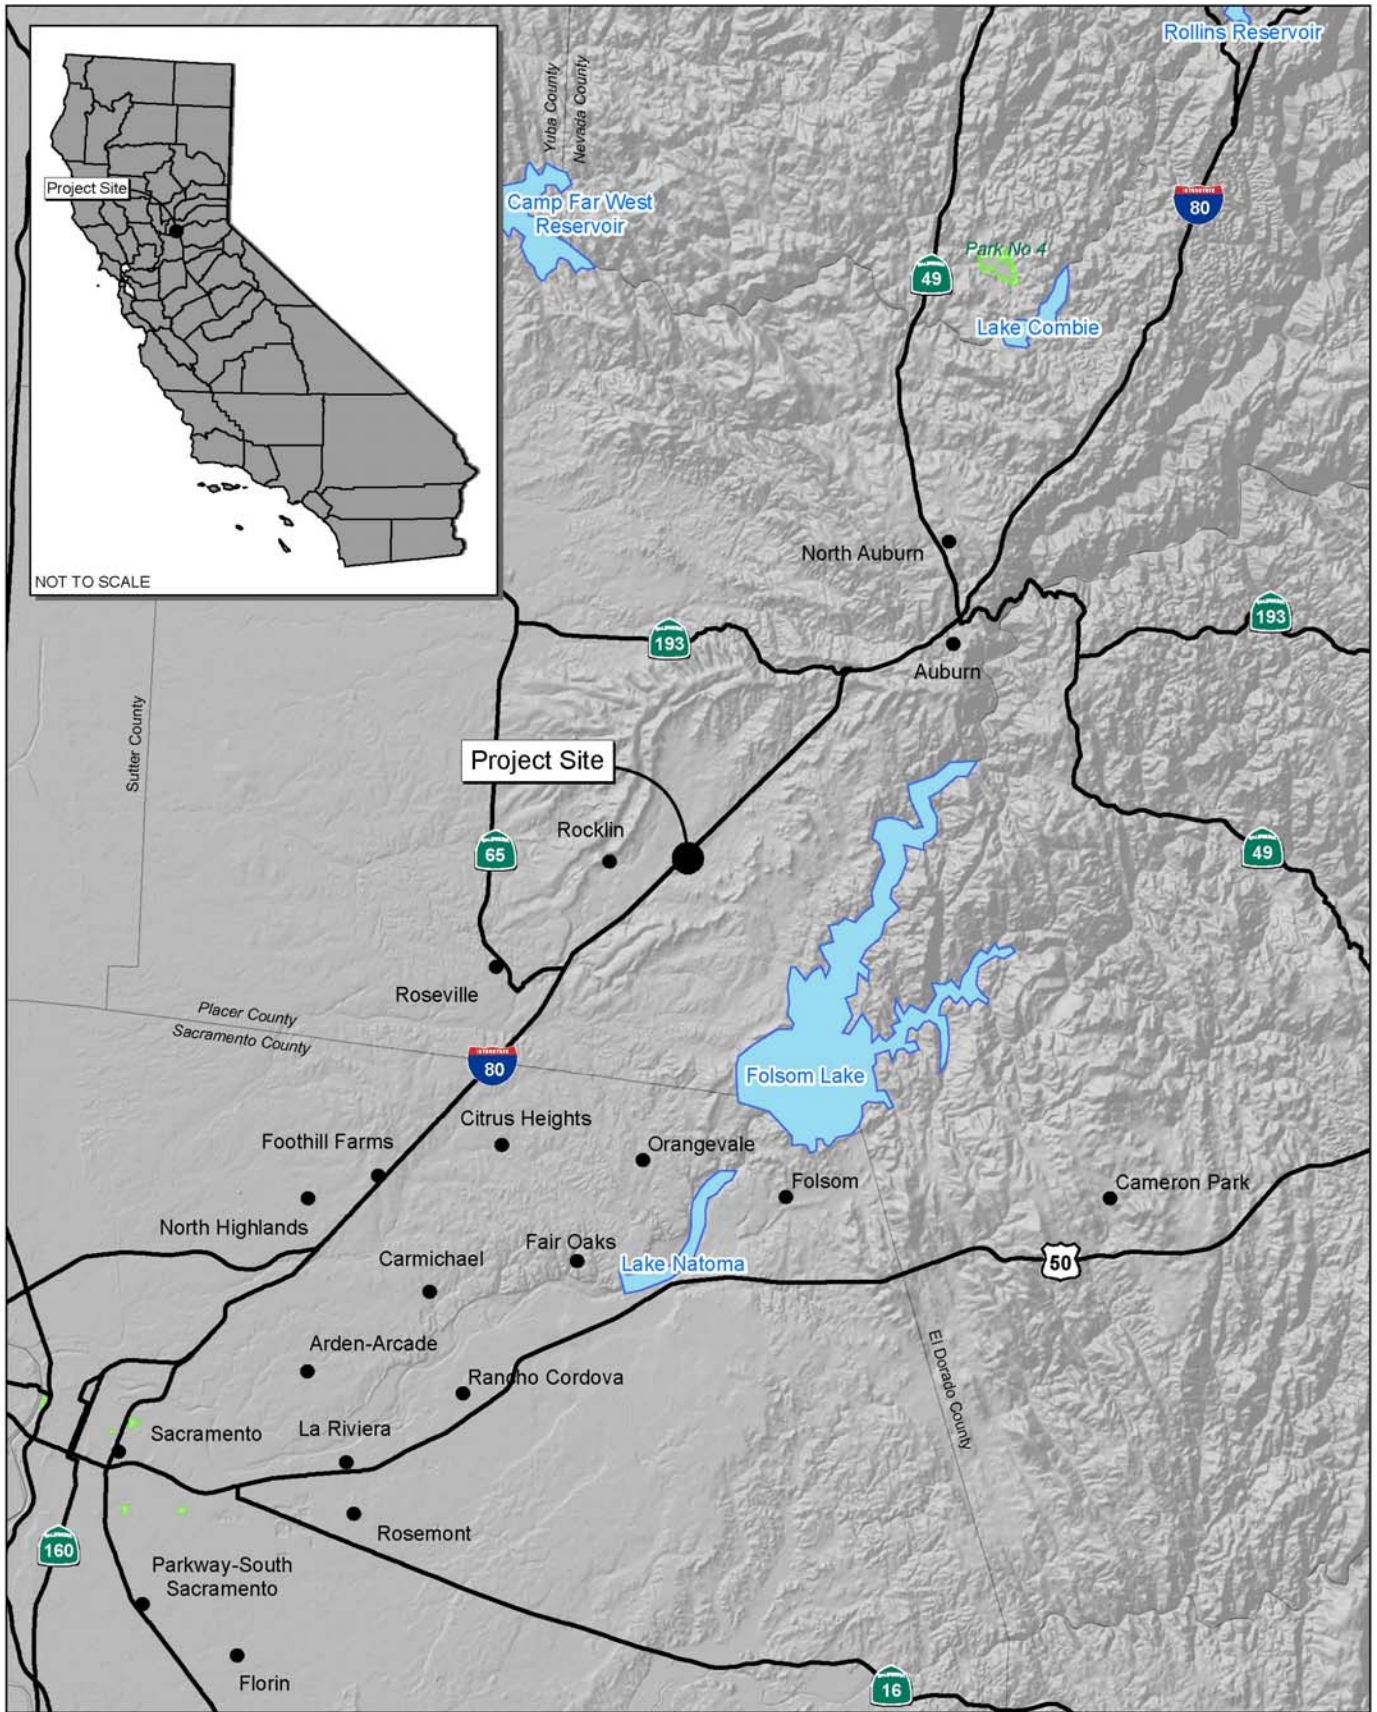 Rollins Reservoir
Yuba County
Nevada County
Project Site
Camp Far West
Reservoir
80
Park No 4
49
Lake Combie
North Auburn
NOT TO SCALE
193
193
Auburn
Sutter County
Project Site
Rocklin
65
49
Roseville
Placer County
Sacramento County
80
Folsom Lake
Citrus Heights
Foothill Farms
Orangevale
Folsom
Cameron Park
North Highlands
Fair Oaks
Carmichael
Lake Natoma
50
Arden-Arcade
El Dorado County
Rancho Cordova
La Riviera
Sacramento
Rosemont
160
Parkway-South
Sacramento
Florin
16